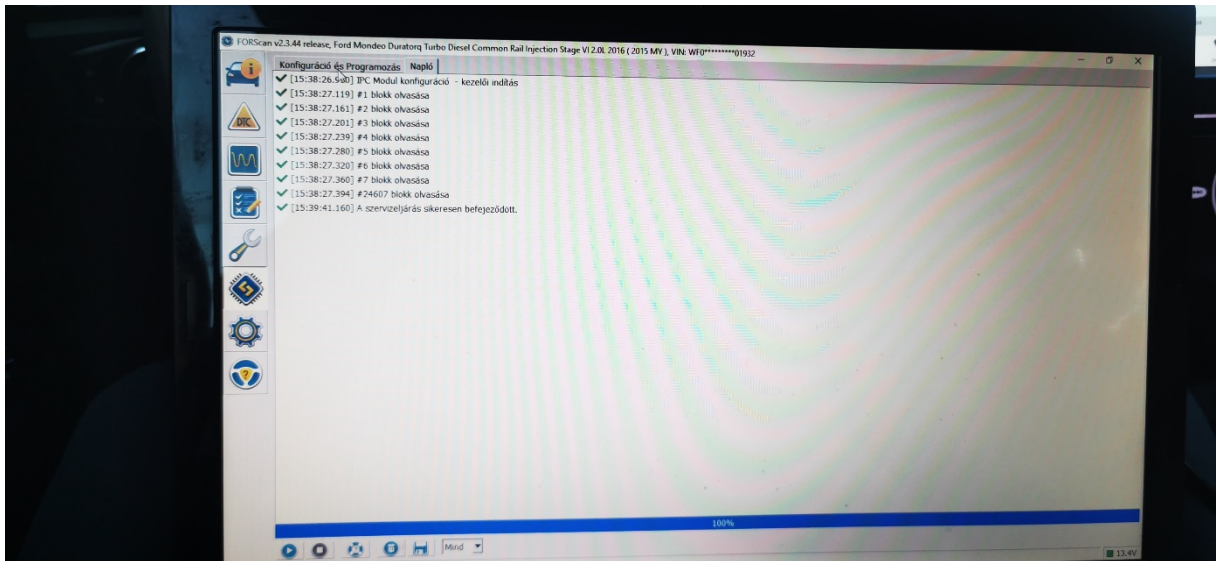 FORScan v2.3.44 release, Ford Mondeo Duratorq Turbo Diesel Common Rail Injection Stage VI 2.0L 2016 ( 2015 MY ), VIN: WF0*********01932
Konfiguráció és Programozás Napló
[15:38:26.980] IPC Modul konfiguráció - kezelői indítás
[15:38:27.119] #1 blokk olvasása
[15:38:27.161] #2 blokk olvasása
[15:38:27.201] #3 blokk olvasása
[15:38:27.239] #4 blokk olvasása
[15:38:27.280] #5 blokk olvasása
[15:38:27.320] #6 blokk olvasása
[15:38:27.360] #7 blokk olvasása
[15:38:27.394] #24607 blokk olvasása
[15:39:41.160] A szervizeljárás sikeresen befejeződött.
DTC
100%
Mind
13.4V